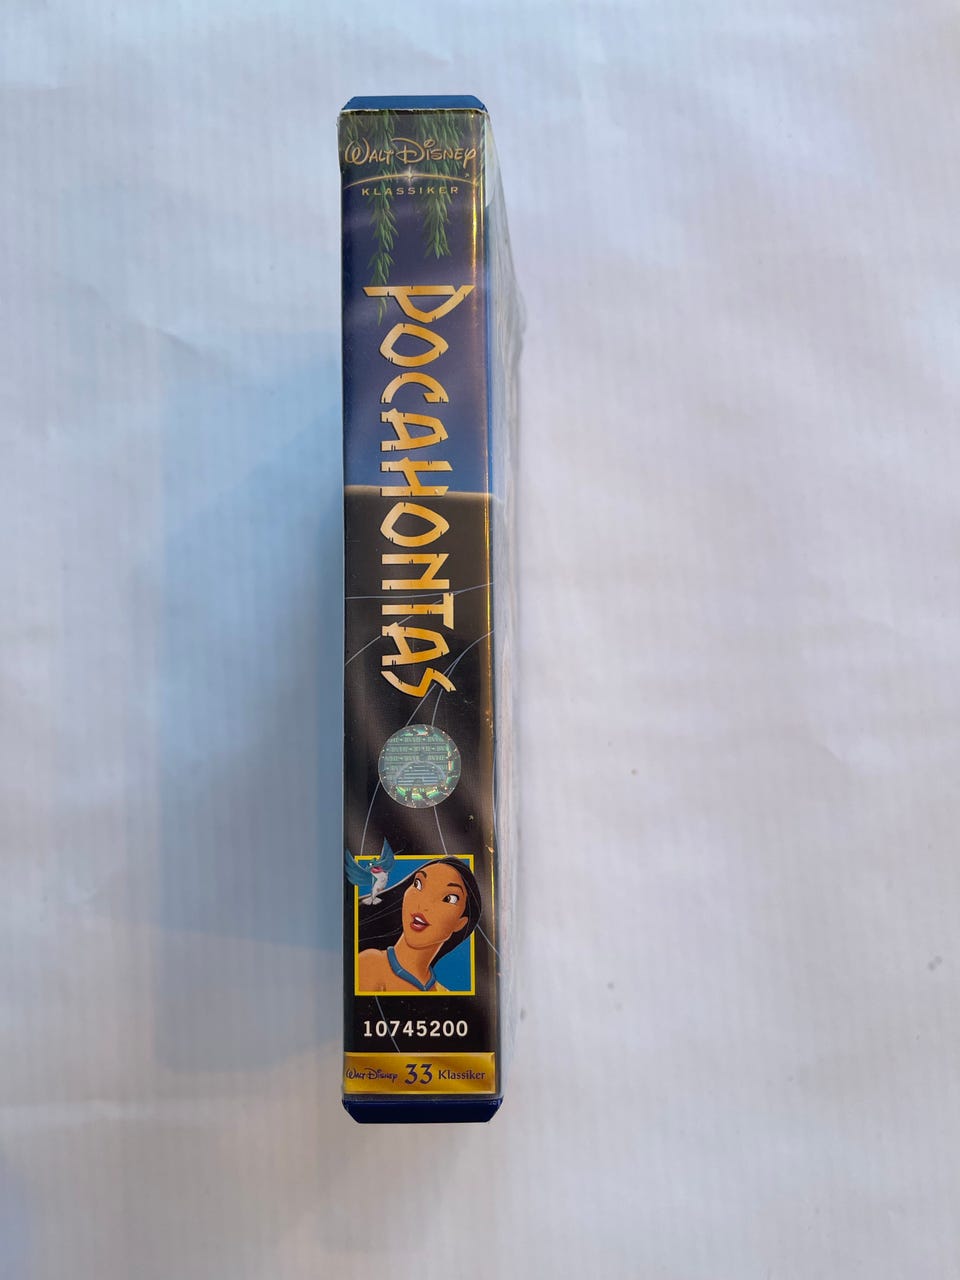 WALT DISNEY
KLASSIKER
POCAHONTAS
10745200
WALT DISNEY 33 Klassiker